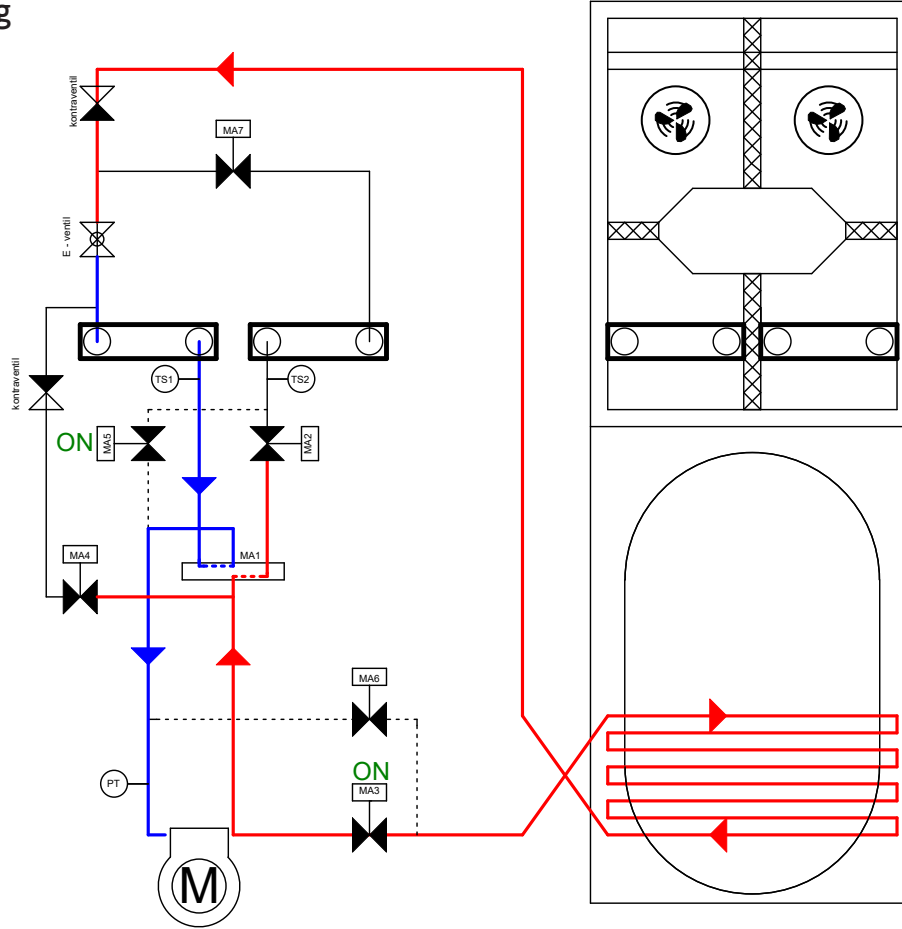 g
kontraventil
MA7
E - ventil
kontraventil
TS1
TS2
ON
MA5
MA2
MA1
MA4
MA6
ON
MA3
PT
M